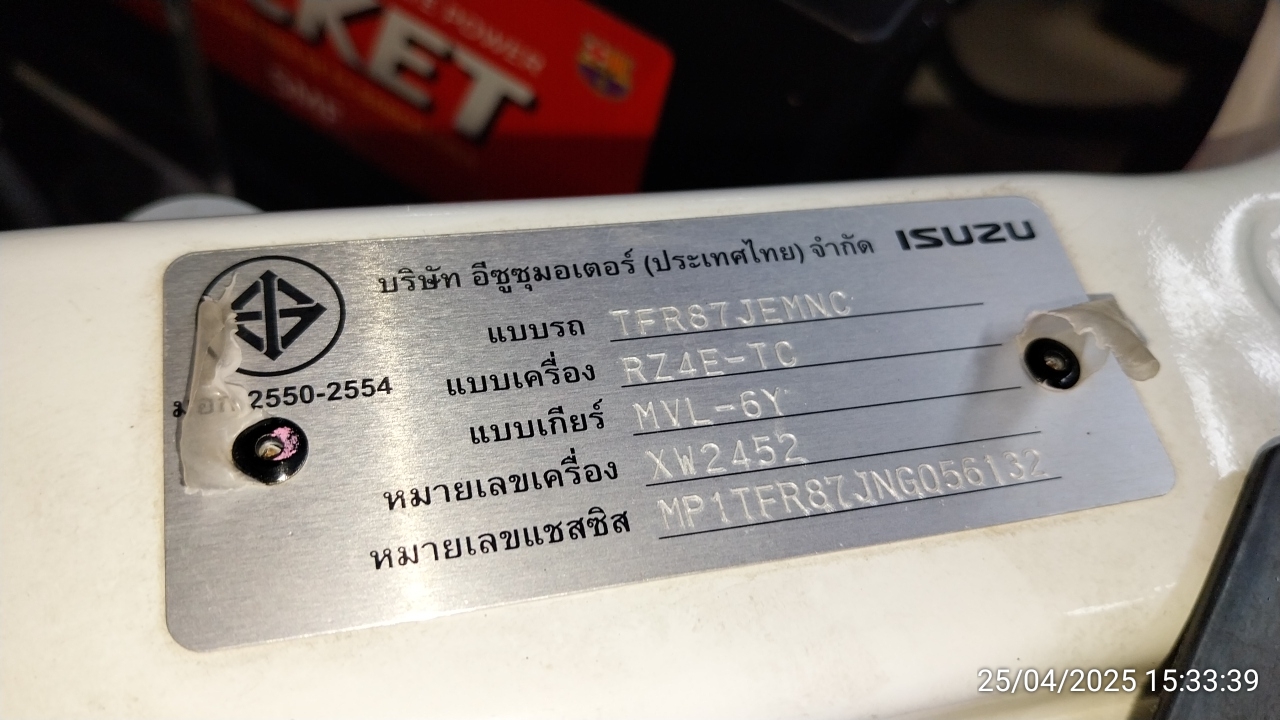 POWER
CKET
บริษัท อีซูซุมอเตอร์ (ประเทศไทย) จำกัด ISUZU
แบบรถ TFR87JEMNC
แบบเครื่อง RZ4E-TC
2550-2554
แบบเกียร์ MVL-6Y
หมายเลขเครื่อง XW2452
หมายเลขแชสซิส MP1TFR87JNG056132
25/04/2025 15:33:39